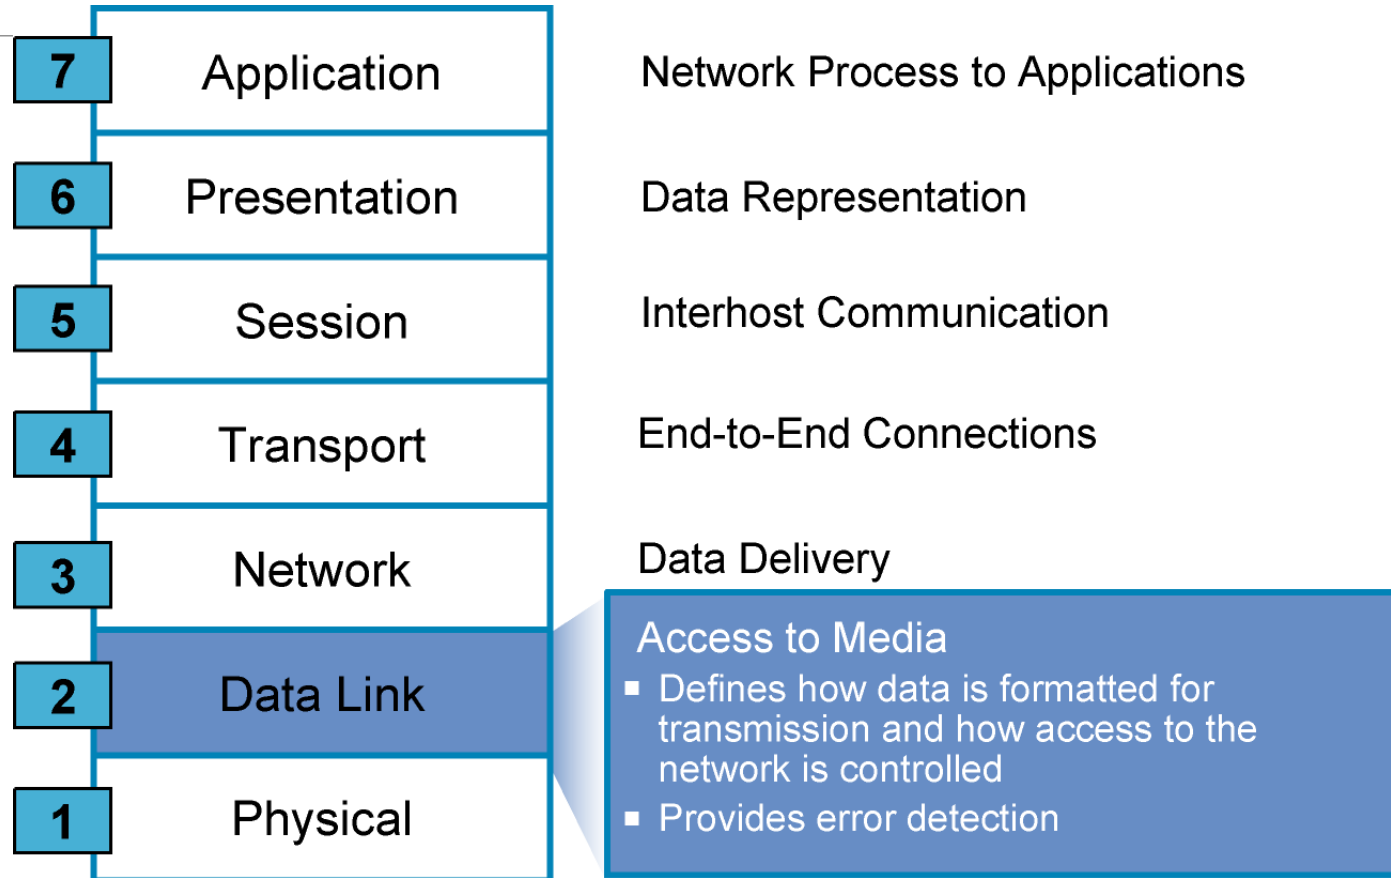 7 Application Network Process to Applications
6 Presentation Data Representation
5 Session Interhost Communication
4 Transport End-to-End Connections
3 Network Data Delivery
2 Data Link
Access to Media
▪ Defines how data is formatted for
transmission and how access to the
network is controlled
▪ Provides error detection
1 Physical